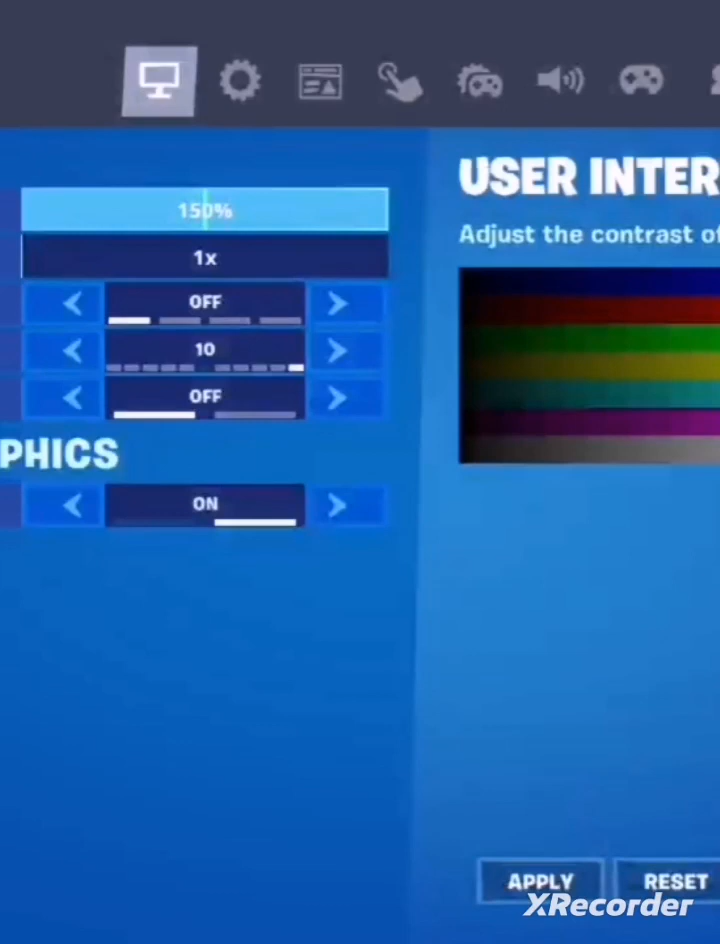 USER INTER
Adjust the contrast of
150%
1x
OFF
10
OFF
PHICS
ON
APPLY
RESET
XRecorder